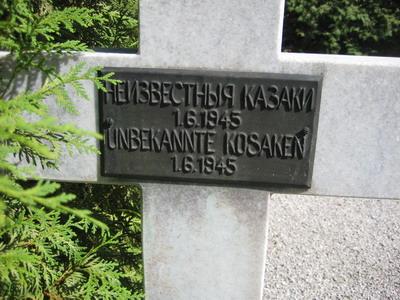 НЕИЗВЕСТНЫЯ КАЗАКИ
1.6.1945
UNBEKANNTE KOSAKEN
1.6.1945